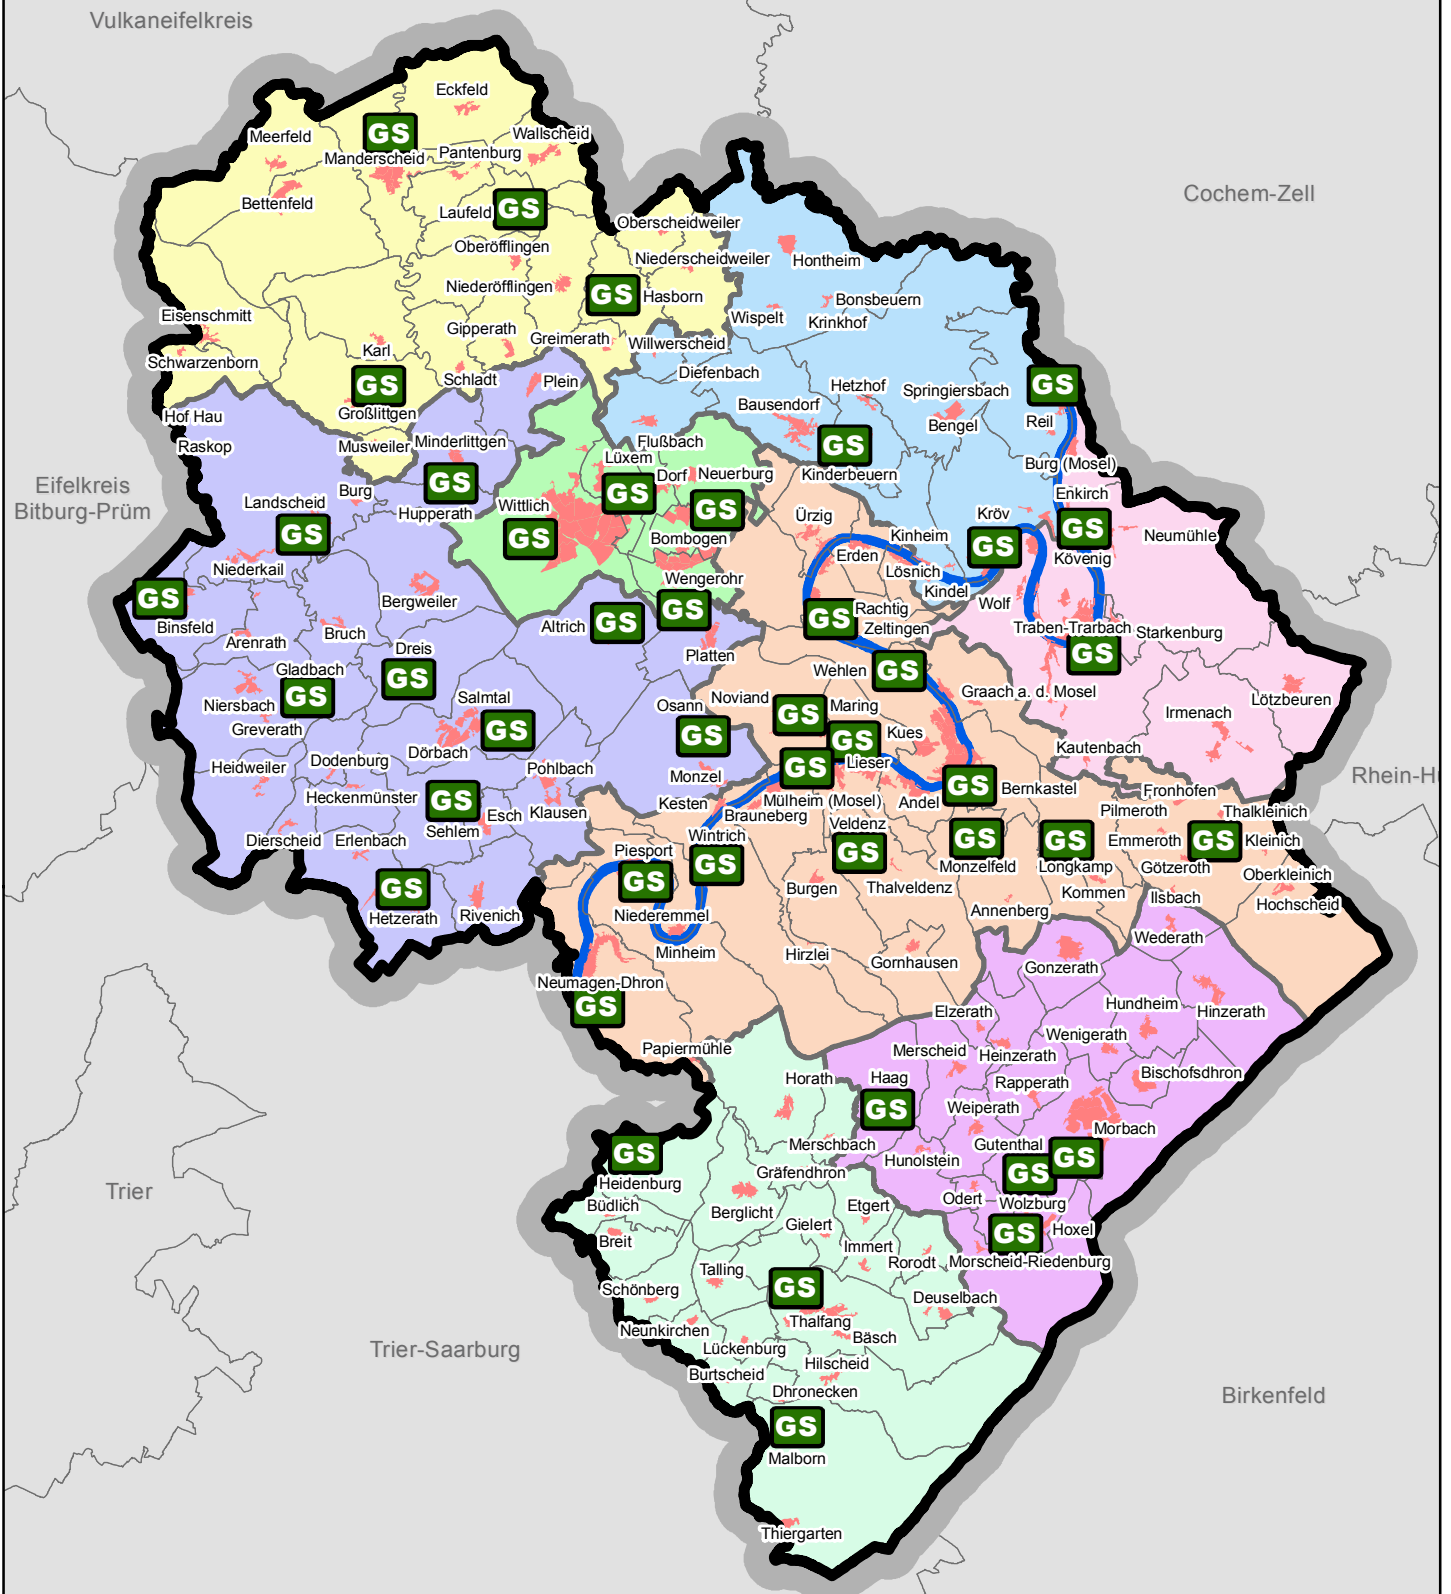 Vulkaneifelkreis
Eckfeld
GS
Meerfeld
Wallscheid
Manderscheid
Pantenburg
Cochem-Zell
Bettenfeld
Laufeld
GS
Oberscheidweiler
Oberöfflingen
Niederscheidweiler
Hontheim
Niederöfflingen
GS
Hasborn
Bonsbeuern
Eisenschmitt
Wispelt
Krinkhof
Gipperath
Greimerath
Willwerscheid
Karl
Schwarzenborn
Diefenbach
GS
Schladt
Plein
Hetzhof
Springiersbach
GS
Großlittgen
Bausendorf
Hof Hau
Bengel
Reil
Raskop
Musweiler
Minderlittgen
Flußbach
GS
Lüxem
Kinderbeuern
Burg (Mosel)
Eifelkreis
Bitburg-Prüm
Burg
GS
GS
Dorf
Neuerburg
Enkirch
Landscheid
Hupperath
Wittlich
GS
Ürzig
Kröv
GS
GS
GS
Bombogen
Kinheim
GS
Neumühle
Niederkail
Erden
Lösnich
Kövenig
Wengerohr
Kindel
Wolf
GS
Binsfeld
Bergweiler
Altrich
GS
GS
GS
Rachtig
Zeltingen
Traben-Trarbach
Starkenburg
Arenrath
Bruch
Dreis
Platten
GS
Gladbach
GS
GS
Wehlen
GS
Graach a. d. Mosel
Lötzbeuren
Niersbach
Salmtal
Osann
Noviand
GS
Maring
Irmenach
Greverath
GS
GS
GS
Kues
Dörbach
Kautenbach
Heidweiler
Dodenburg
Pohlbach
Monzel
GS
Lieser
Rhein-Hu
Heckenmünster
GS
Kesten
Mülheim (Mosel)
Andel
GS
Bernkastel
Fronhofen
Sehlem
Esch
Klausen
Brauneberg
Veldenz
Pilmeroth
Thalkleinich
Dierscheid
Erlenbach
Wintrich
GS
GS
GS
Emmeroth
GS
Kleinich
Piesport
GS
Monzelfeld
Longkamp
Götzeroth
Oberkleinich
GS
GS
Burgen
Thalveldenz
Kommen
Ilsbach
Hochscheid
Hetzerath
Rivenich
Niederemmel
Annenberg
Wederath
Minheim
Hirzlei
Gornhausen
Gonzerath
Neumagen-Dhron
GS
Elzerath
Hundheim
Hinzerath
Papiermühle
Merscheid
Heinzerath
Wenigerath
Horath
Haag
Rapperath
Bischofsdhron
GS
Weiperath
Morbach
Merschbach
Hunolstein
Gutenthal
GS
GS
Heidenburg
Gräfendhron
GS
Trier
Büdlich
Berglicht
Etgert
Odert
Wolzburg
Breit
Gielert
GS
Hoxel
Immert
Rorodt
Morscheid-Riedenburg
Talling
Schönberg
GS
Deuselbach
Neunkirchen
Thalfang
Trier-Saarburg
Bäsch
Lückenburg
Hilscheid
Burtscheid
Dhronecken
Birkenfeld
GS
Malborn
Thiergarten